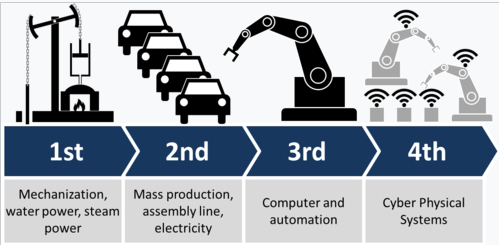 1st
2nd
3rd
4th
Mechanization,
water power, steam
power
Mass production,
assembly line,
electricity
Computer and
automation
Cyber Physical
Systems